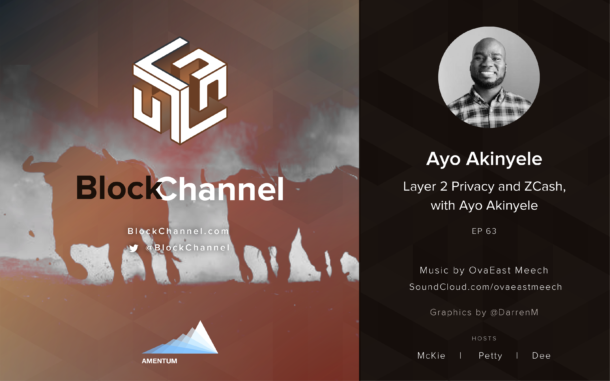 BlockChannel
BlockChannel.com
@BlockChannel
AMENTUM
Ayo Akinyele
Layer 2 Privacy and ZCash,
with Ayo Akinyele
EP 63
Music by OvaEast Meech
SoundCloud.com/ovaeastmeech
Graphics by @DarrenM
HOSTS
McKie | Petty | Dee